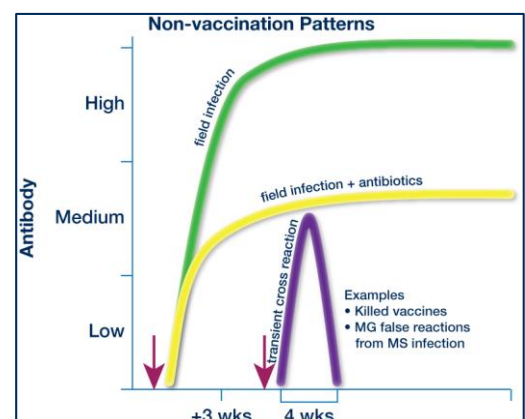 Non-vaccination Patterns
Antibody
High
Medium
Low
field infection
field infection + antibiotics
transient cross reaction
Examples
• Killed vaccines
• MG false reactions
from MS infection
+3 wks
4 wks